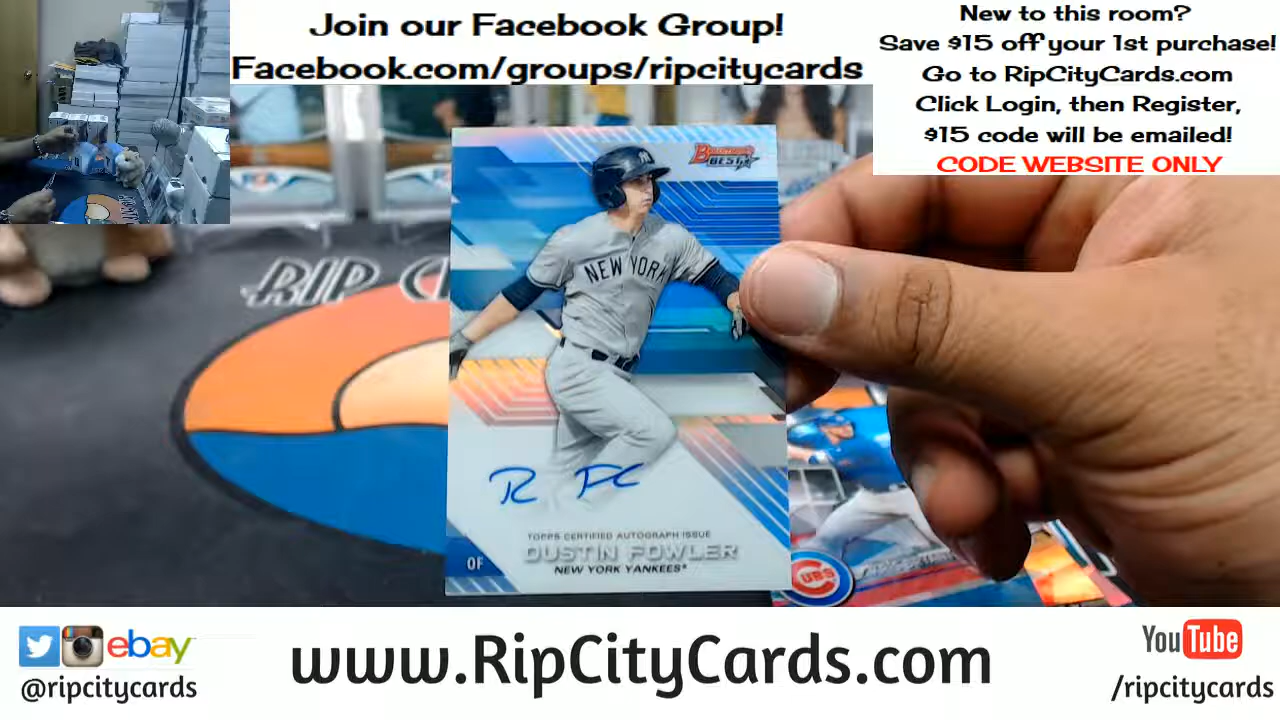 Join our Facebook Group!
Facebook.com/groups/ripcitycards
New to this room?
Save $15 off your 1st purchase!
Go to RipCityCards.com
Click Login, then Register,
$15 code will be emailed!
CODE WEBSITE ONLY
RIP
BOWMAN'S
BEST
NEW YORK
TOPPS CERTIFIED AUTOGRAPH ISSUE
DUSTIN FOWLER
OF
NEW YORK YANKEES
CUBS
ebay
@ripcitycards
www.RipCityCards.com
YouTube
/ripcitycards